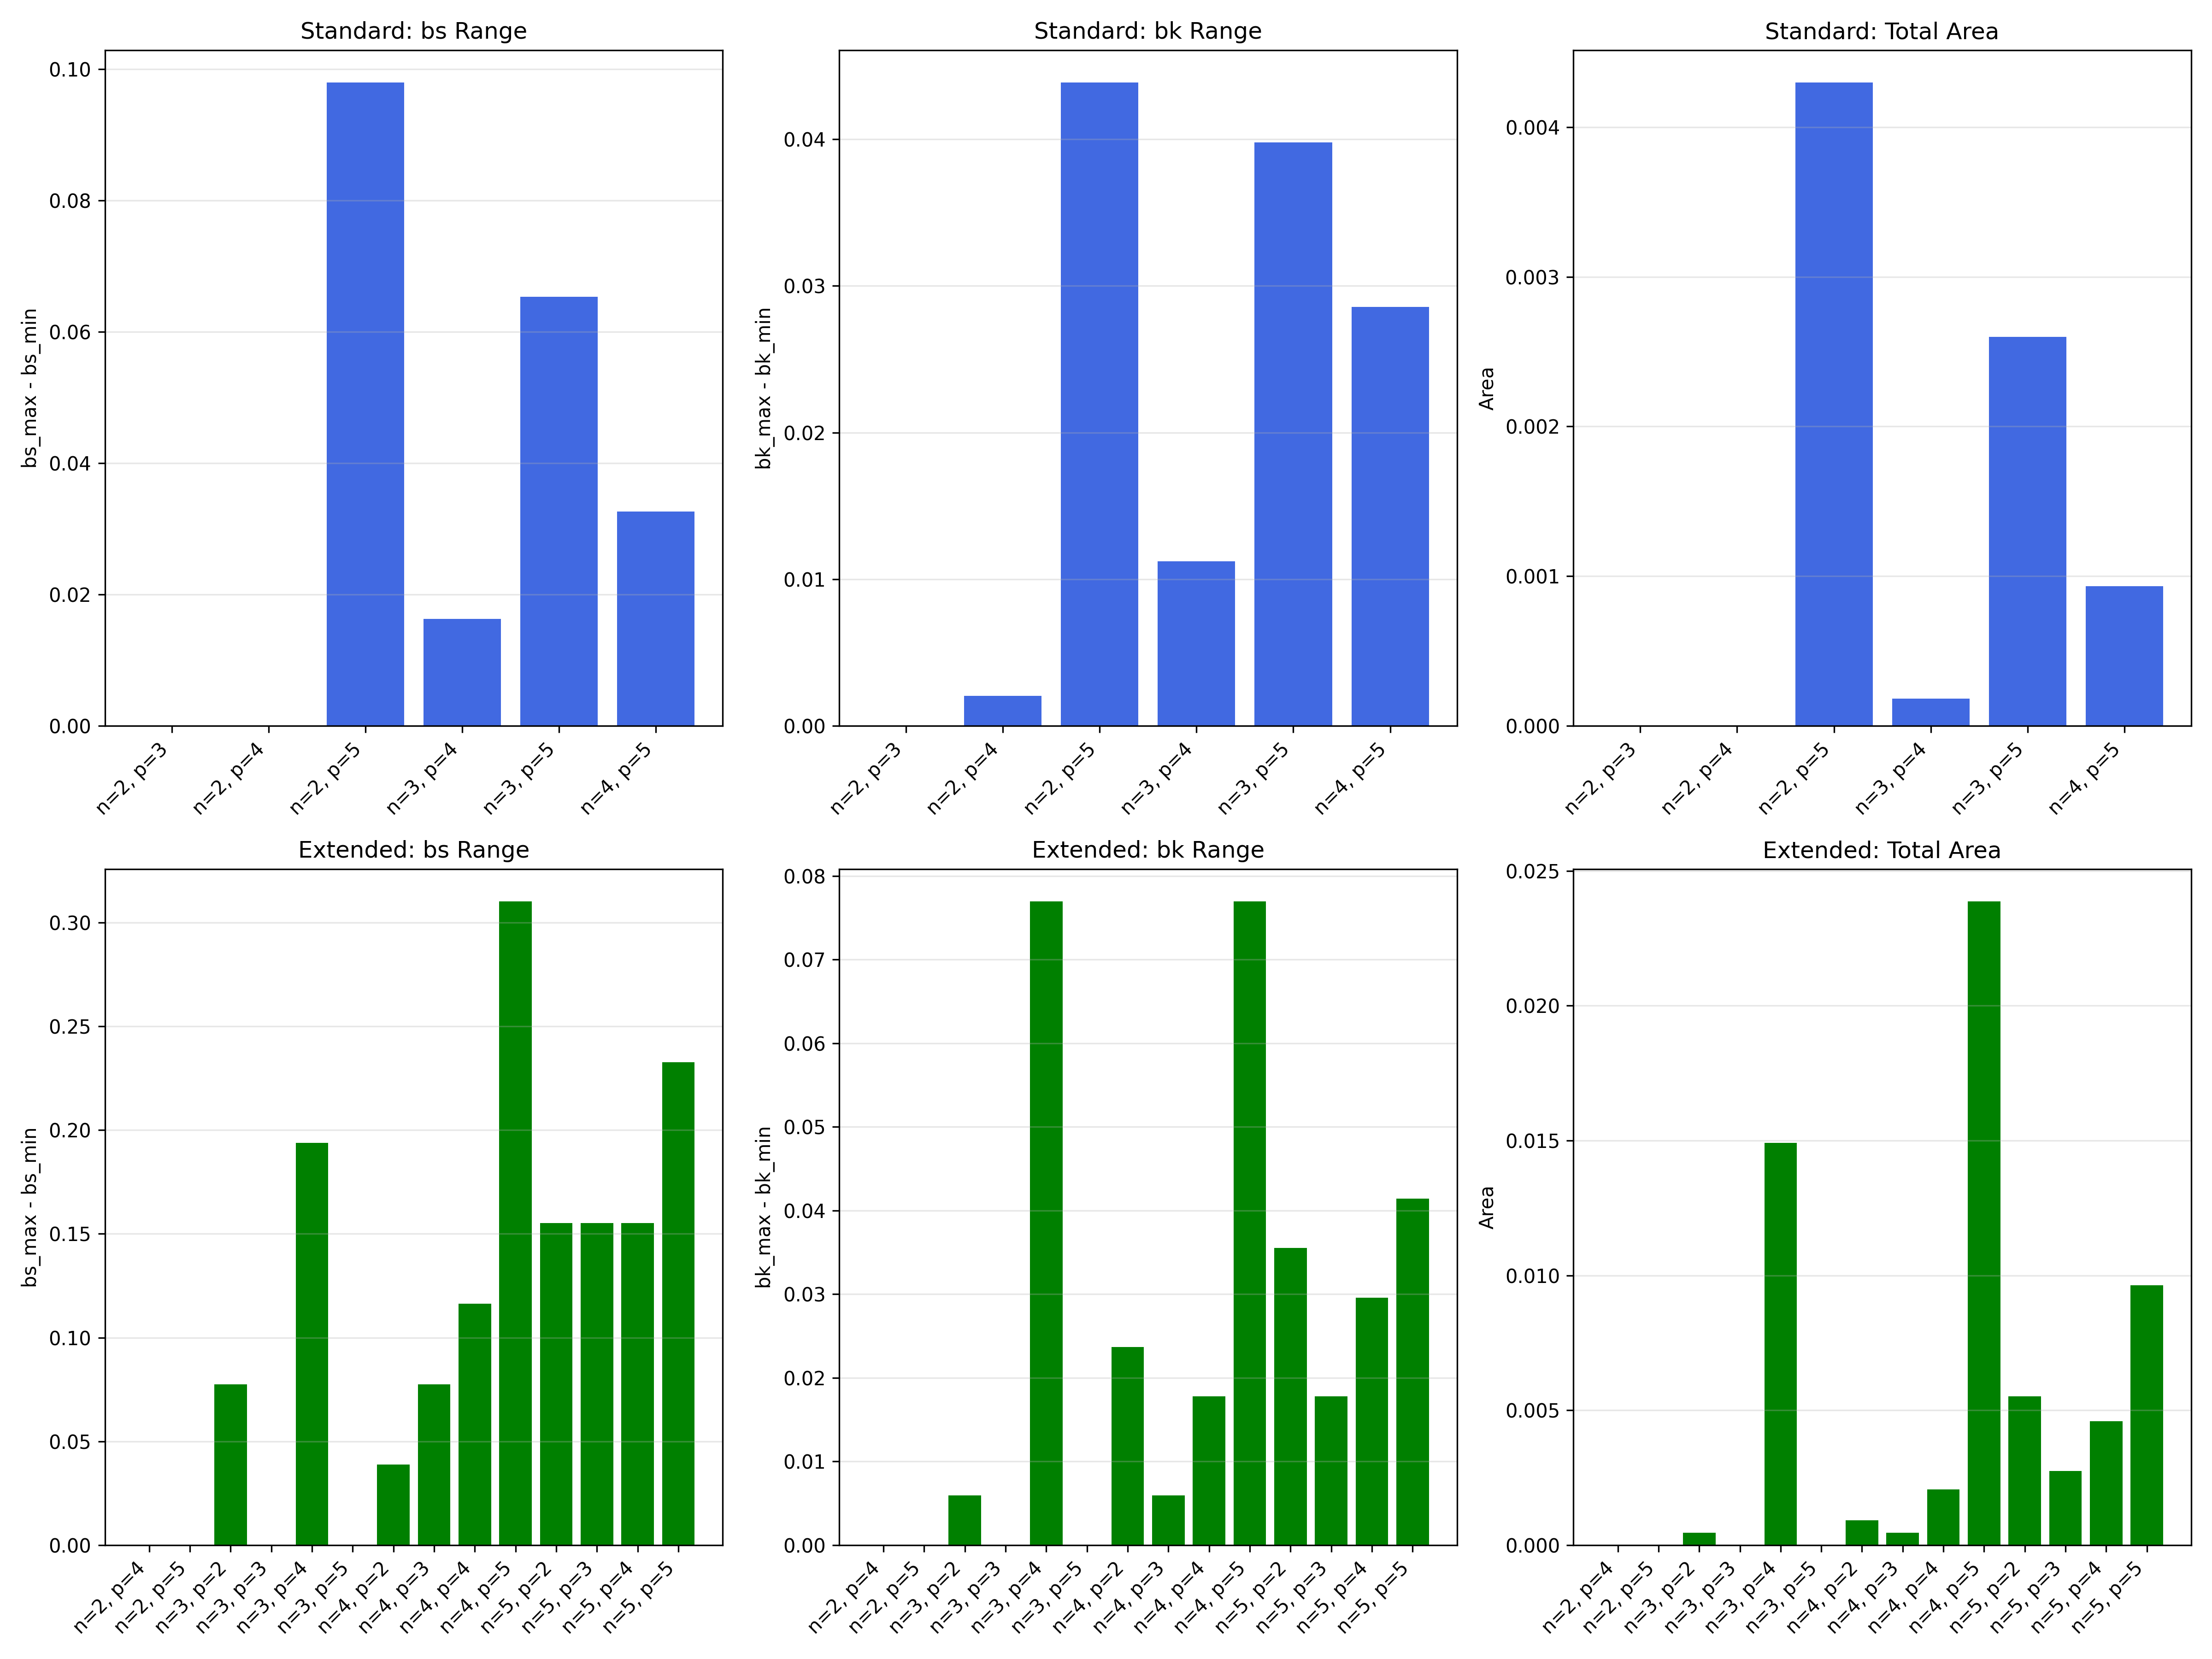 Standard: bs Range
bs_max - bs_min
0.10
0.08
0.06
0.04
0.02
0.00
n=2, p=3
n=2, p=4
n=2, p=5
n=3, p=4
n=3, p=5
n=4, p=5
Standard: bk Range
bk_max - bk_min
0.04
0.03
0.02
0.01
0.00
n=2, p=3
n=2, p=4
n=2, p=5
n=3, p=4
n=3, p=5
n=4, p=5
Standard: Total Area
Area
0.004
0.003
0.002
0.001
0.000
n=2, p=3
n=2, p=4
n=2, p=5
n=3, p=4
n=3, p=5
n=4, p=5
Extended: bs Range
bs_max - bs_min
0.30
0.25
0.20
0.15
0.10
0.05
0.00
n=2, p=4
n=2, p=5
n=3, p=2
n=3, p=3
n=3, p=4
n=3, p=5
n=4, p=2
n=4, p=3
n=4, p=4
n=4, p=5
n=5, p=2
n=5, p=3
n=5, p=4
n=5, p=5
Extended: bk Range
bk_max - bk_min
0.08
0.07
0.06
0.05
0.04
0.03
0.02
0.01
0.00
n=2, p=4
n=2, p=5
n=3, p=2
n=3, p=3
n=3, p=4
n=3, p=5
n=4, p=2
n=4, p=3
n=4, p=4
n=4, p=5
n=5, p=2
n=5, p=3
n=5, p=4
n=5, p=5
Extended: Total Area
Area
0.025
0.020
0.015
0.010
0.005
0.000
n=2, p=4
n=2, p=5
n=3, p=2
n=3, p=3
n=3, p=4
n=3, p=5
n=4, p=2
n=4, p=3
n=4, p=4
n=4, p=5
n=5, p=2
n=5, p=3
n=5, p=4
n=5, p=5